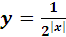 y = 1/2^|x|